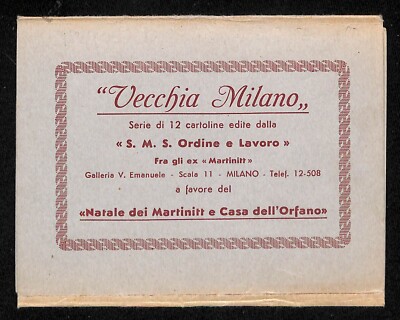 “Vecchia Milano„
Serie di 12 cartoline edite dalla
« S. M. S. Ordine e Lavoro »
Fra gli ex «Martinitt»
Galleria V. Emanuele - Scala 11 - MILANO - Telef. 12-508
a favore del
«Natale dei Martinitt e Casa dell'Orfano»